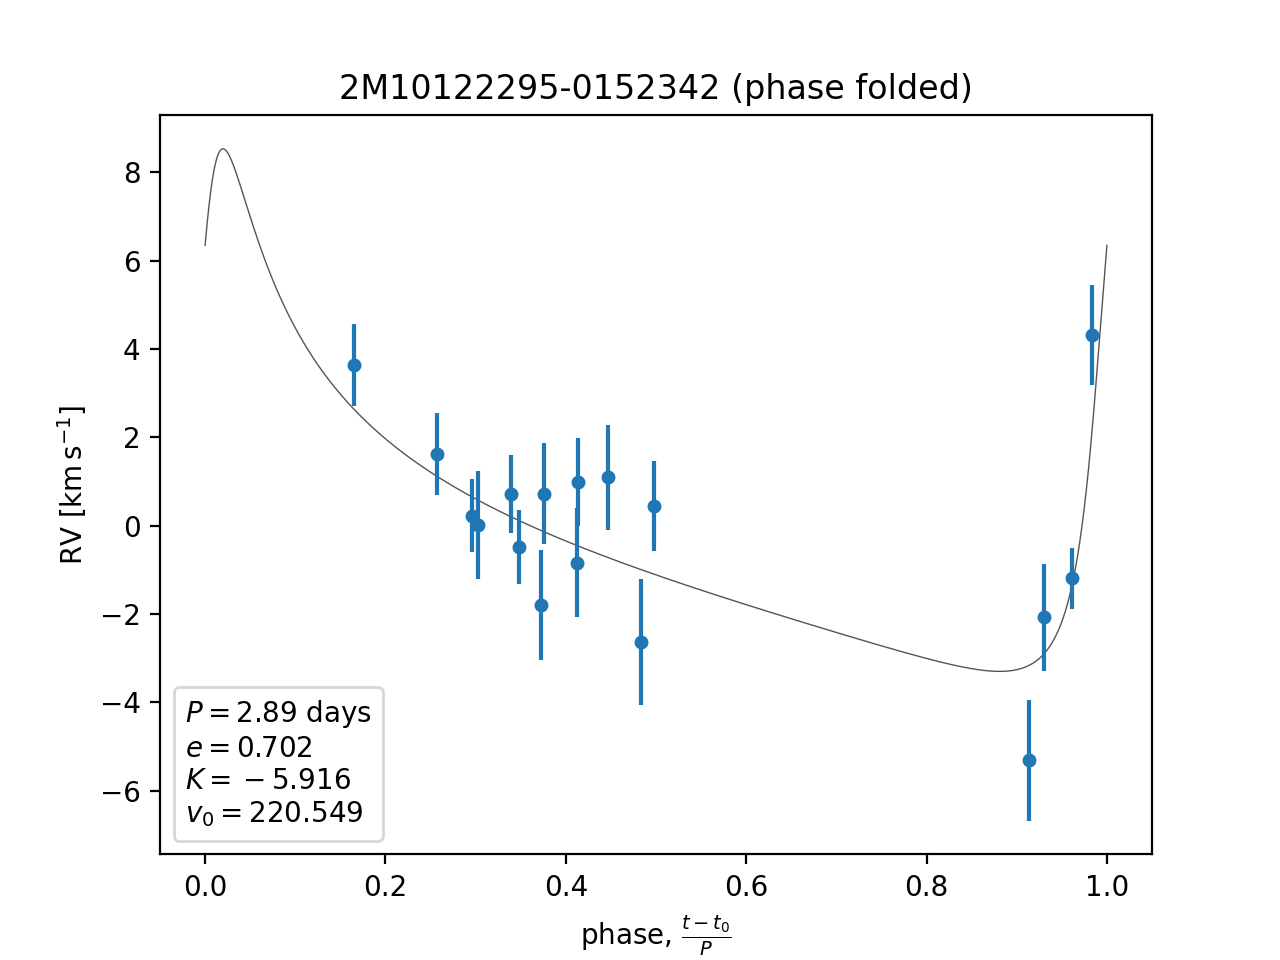 2M10122295-0152342 (phase folded)
RV [km s⁻¹]
8
6
4
2
0
−2
−4
−6
P = 2.89 days
e = 0.702
K = −5.916
v₀ = 220.549
0.0 0.2 0.4 0.6 0.8 1.0
phase, (t − t₀)/P